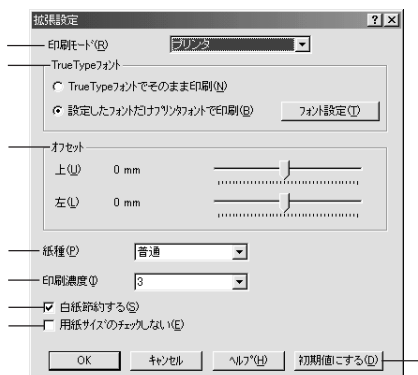 拡張設定
印刷モード(R) プリンタ
TrueTypeフォント
TrueTypeフォントでそのまま印刷(N)
設定したフォントだけプリンタフォントで印刷(B) フォント設定(T)
オフセット
上(U) 0 mm
左(L) 0 mm
紙種(P) 普通
印刷濃度(I) 3
白紙節約する(S)
用紙サイズのチェックしない(E)
OK キャンセル ヘルプ(H) 初期値にする(D)